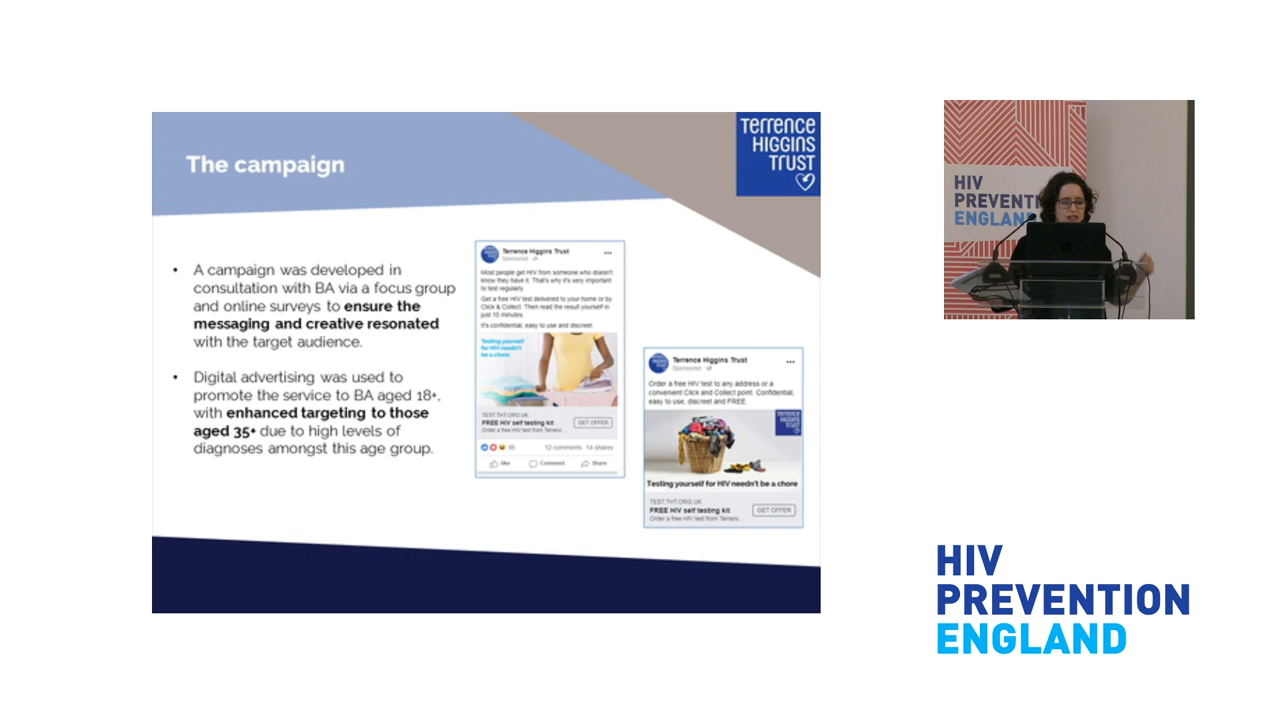 The campaign
Terrence
Higgins
Trust
• A campaign was developed in
consultation with BA via a focus group
and online surveys to ensure the
messaging and creative resonated
with the target audience.
• Digital advertising was used to
promote the service to BA aged 18+,
with enhanced targeting to those
aged 35+ due to high levels of
diagnoses amongst this age group.
Terrence Higgins Trust
Sponsored
Most people get HIV from someone who doesn't
know they have it. That's why it's very important
to test regularly.
Get a free HIV test delivered to your home or by
Click & Collect. Then read the result yourself in
just 15 minutes.
It's confidential, easy to use and discreet
Testing yourself
for HIV needn't
be a chore
TEST.THT.ORG.UK
FREE HIV self testing kit
Order a free HIV test from Terrenc...
GET OFFER
95
12 comments 14 shares
like
Comment
Share
Terrence Higgins Trust
Sponsored
Order a free HIV test to any address or a
convenient Click and Collect point. Confidential,
easy to use, discreet and FREE.
Terrence
Higgins
Trust
Testing yourself for HIV needn't be a chore
TEST.THT.ORG.UK
FREE HIV self testing kit
Order a free HIV test from Terrenc...
GET OFFER
HIV
PREVENT
ENGLAND
HIV
PREVENTION
ENGLAND